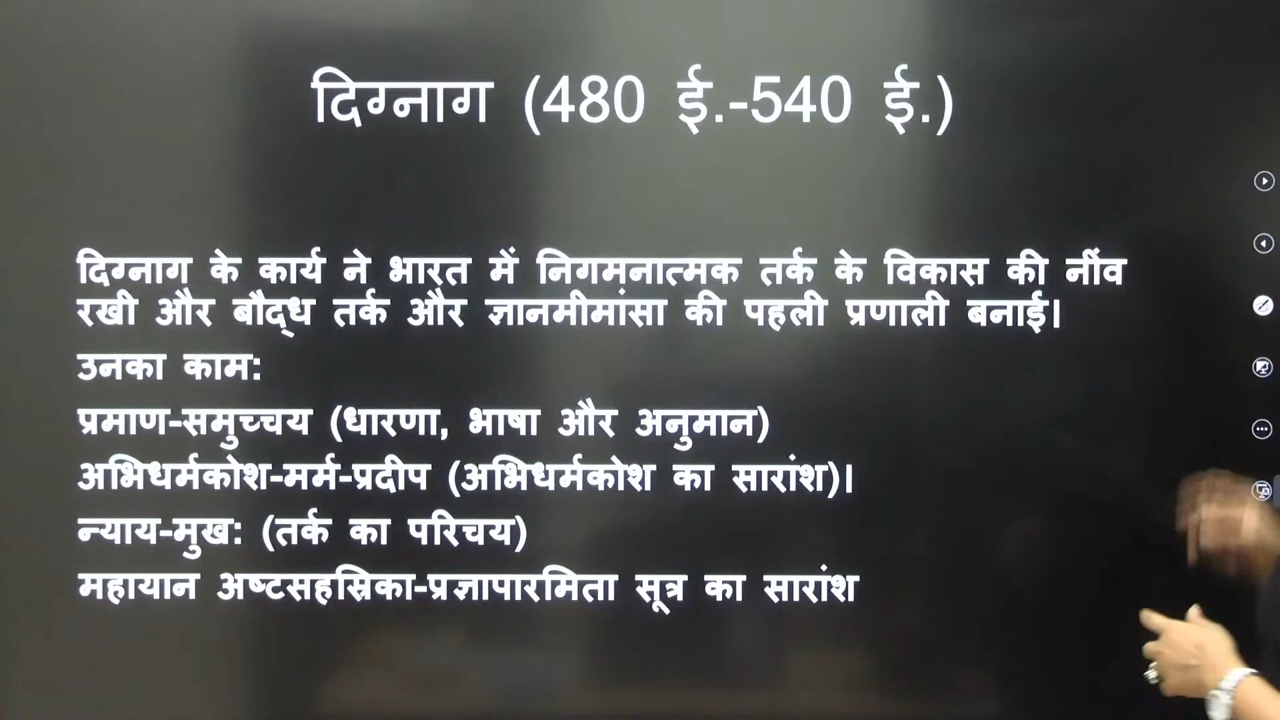 दिग्नाग (480 ई.-540 ई.)
दिग्नाग के कार्य ने भारत में निगमनात्मक तर्क के विकास की नींव
रखी और बौद्ध तर्क और ज्ञानमीमांसा की पहली प्रणाली बनाई।
उनका काम:
प्रमाण-समुच्चय (धारणा, भाषा और अनुमान)
अभिधर्मकोश-मर्म-प्रदीप (अभिधर्मकोश का सारांश)।
न्याय-मुख: (तर्क का परिचय)
महायान अष्टसहस्रिका-प्रज्ञापारमिता सूत्र का सारांश